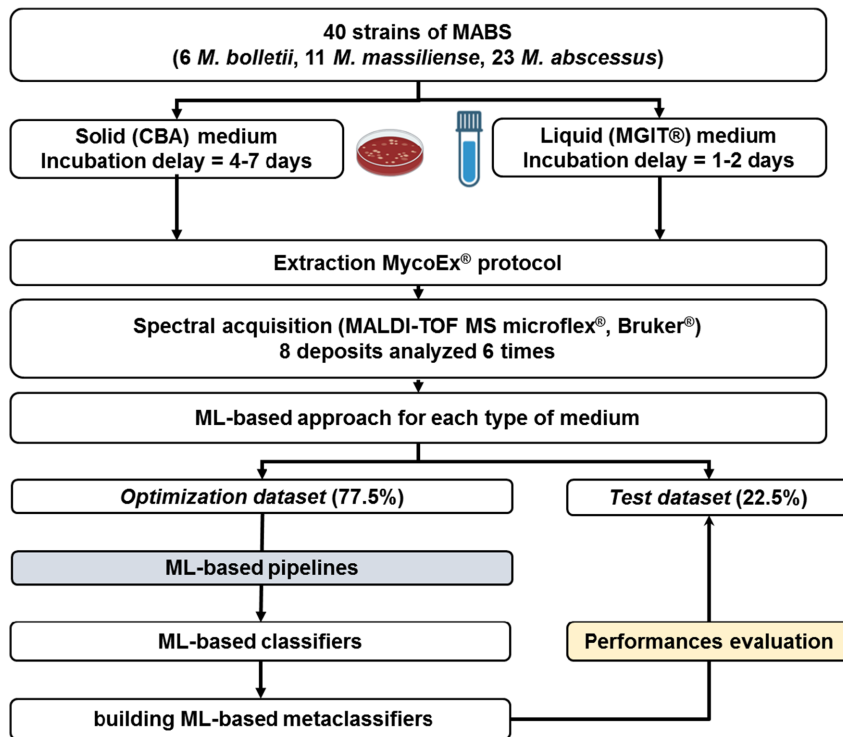 40 strains of MABS
(6 M. bolletii, 11 M. massiliense, 23 M. abscessus)
Solid (CBA) medium
Incubation delay = 4-7 days
Liquid (MGIT®) medium
Incubation delay = 1-2 days
Extraction MycoEx® protocol
Spectral acquisition (MALDI-TOF MS microflex®, Bruker®)
8 deposits analyzed 6 times
ML-based approach for each type of medium
Optimization dataset (77.5%)
Test dataset (22.5%)
ML-based pipelines
ML-based classifiers
Performances evaluation
building ML-based metaclassifiers